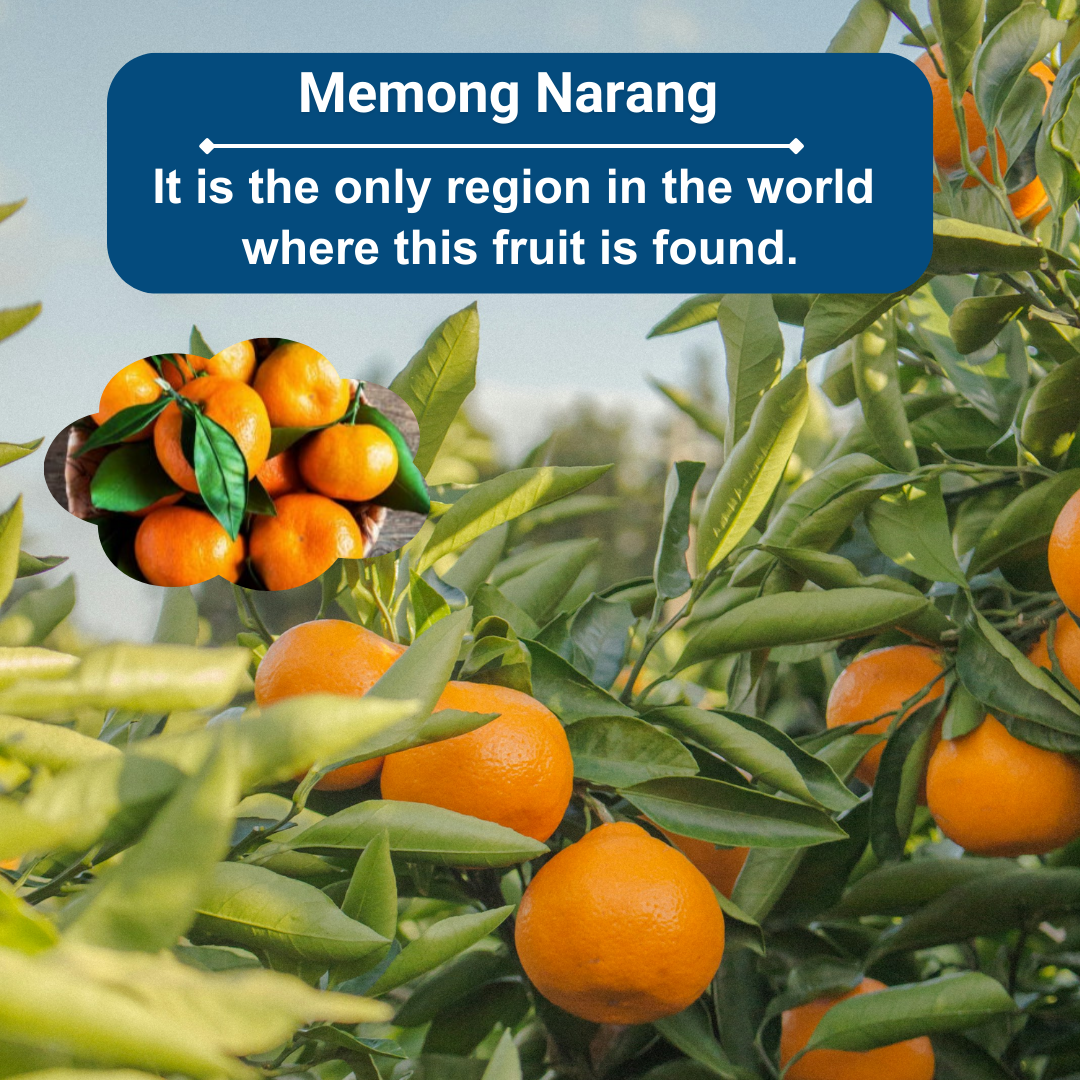 Memong Narang
It is the only region in the world
where this fruit is found.